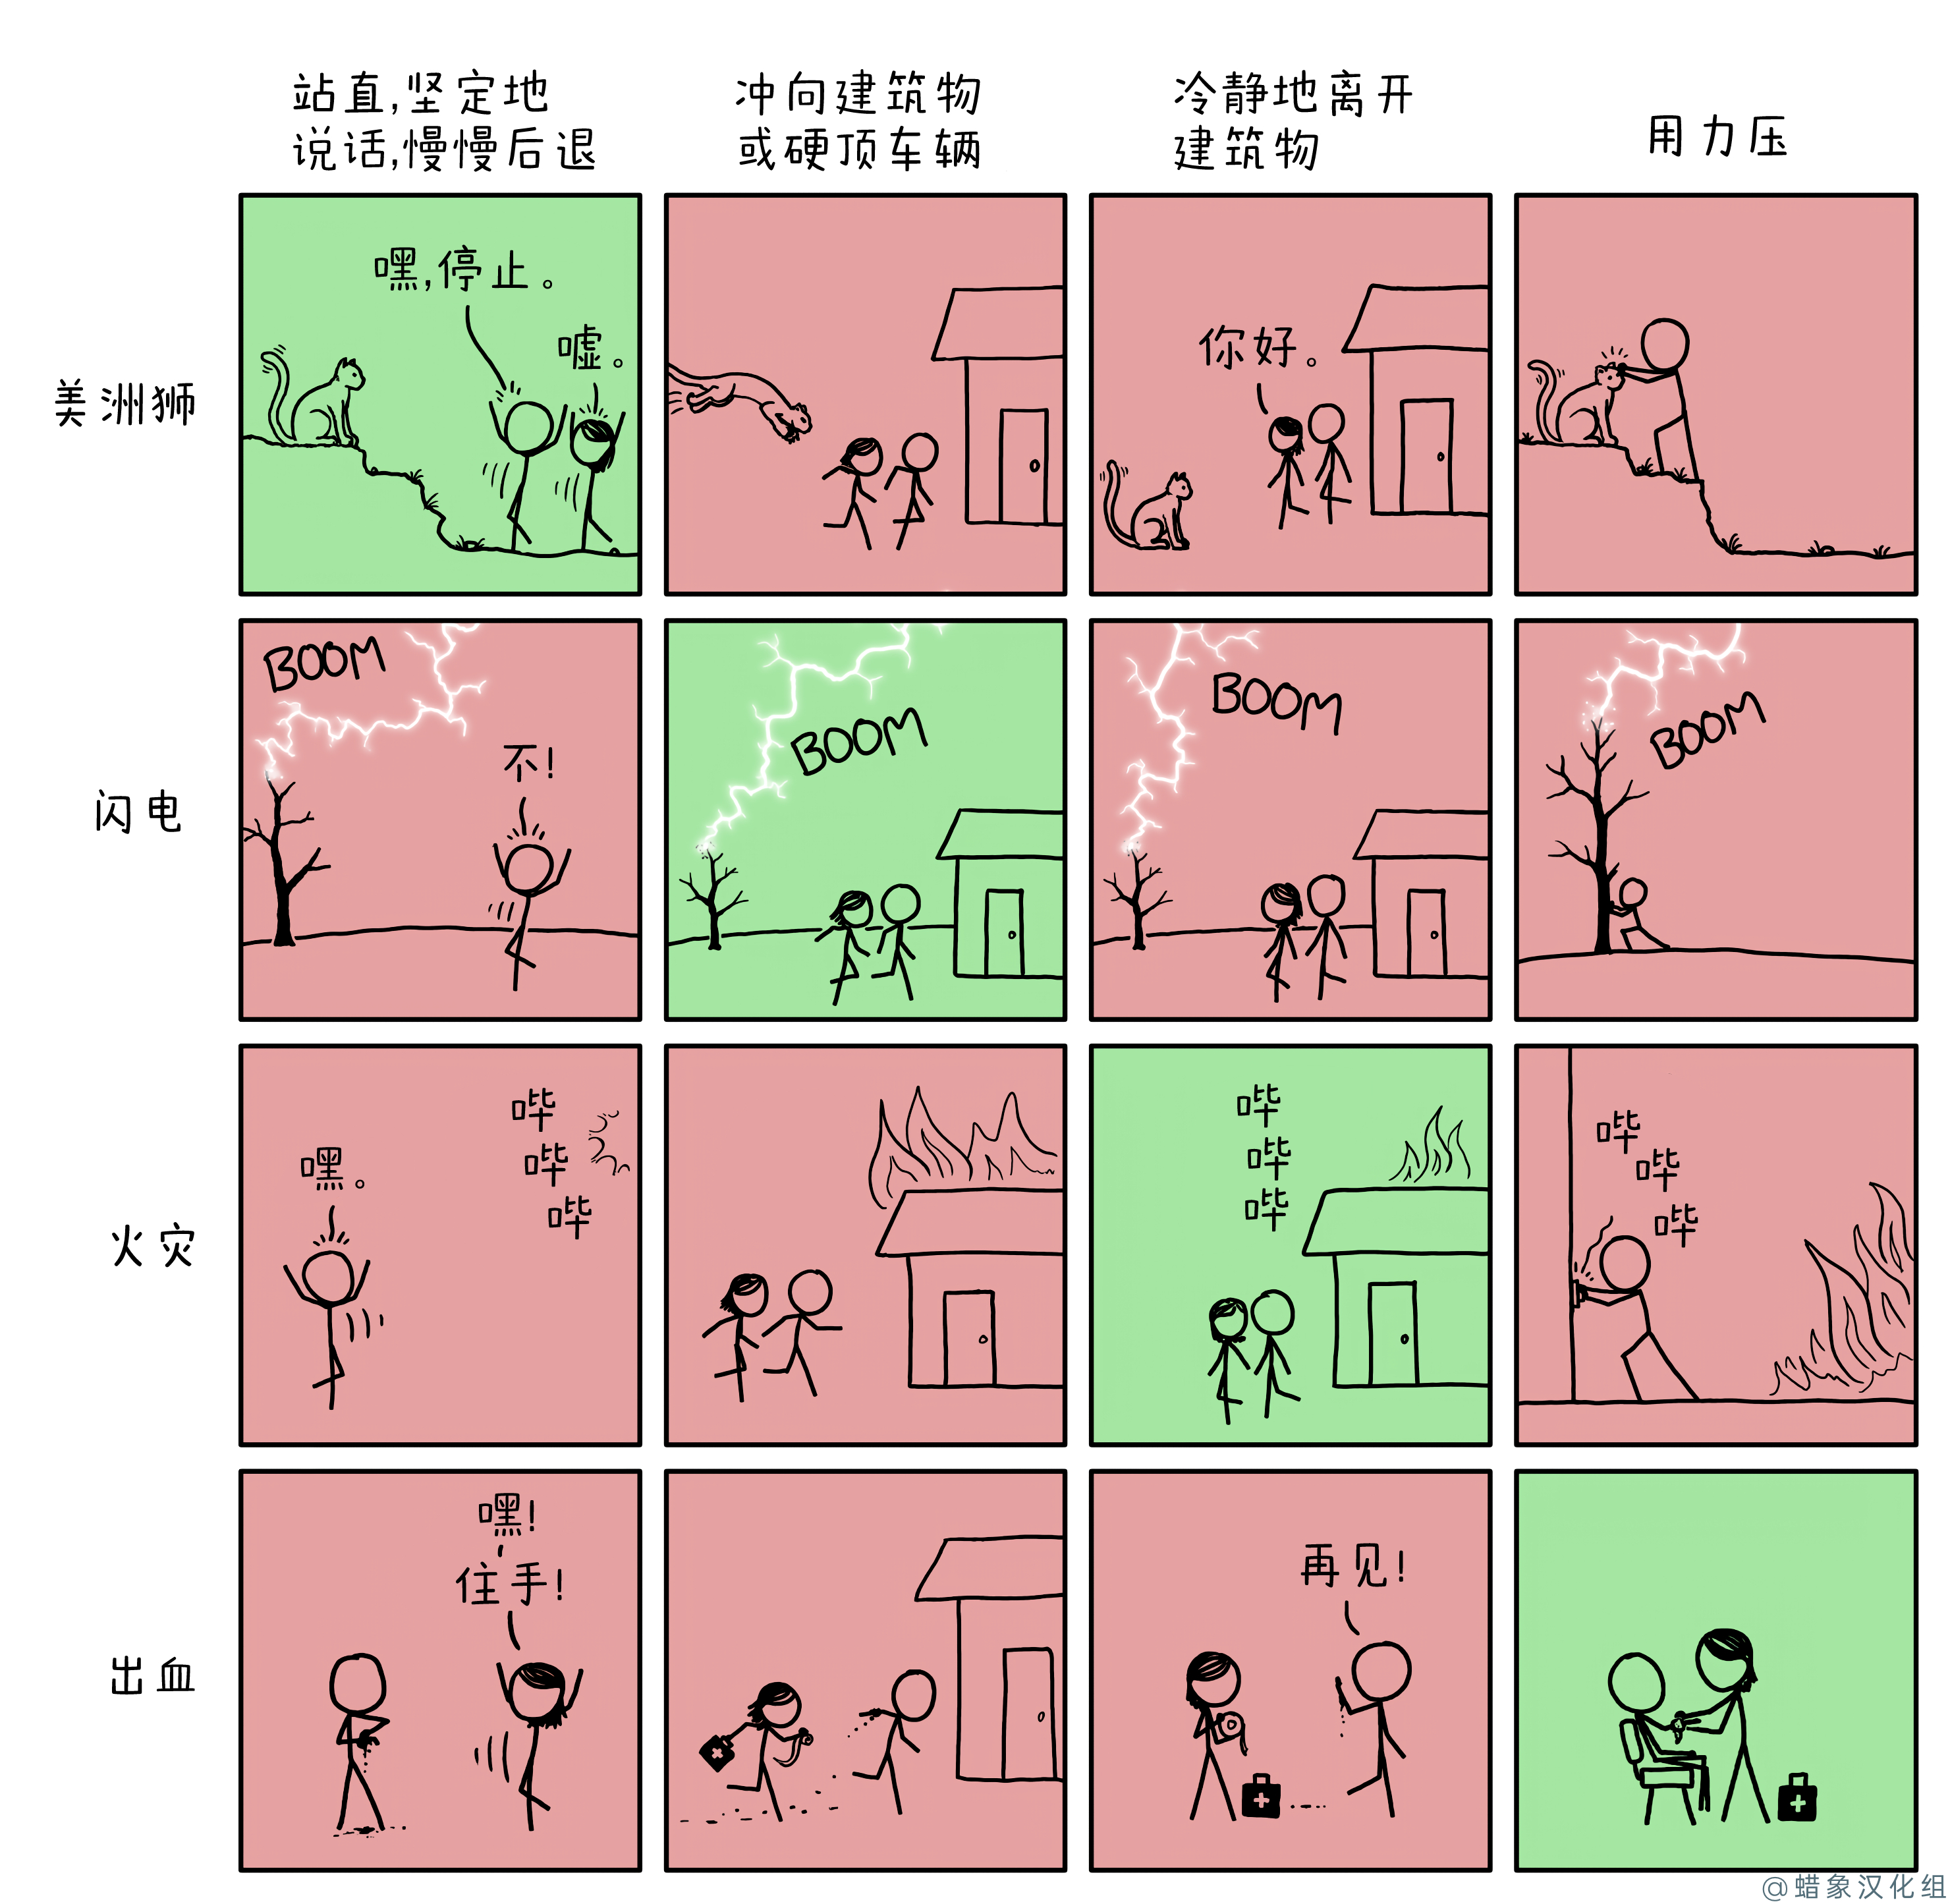 站直,坚定地
说话,慢慢后退
冲向建筑物
或硬顶车辆
冷静地离开
建筑物
用力压
美洲狮
嘿,停止。
嘘。
你好。
闪电
BOOM
不!
BOOM
BOOM
BOOM
火灾
嘿。
哔
哔
哔
哔
哔
哔
哔
哔
哔
出血
嘿!
住手!
再见!
@蜡象汉化组